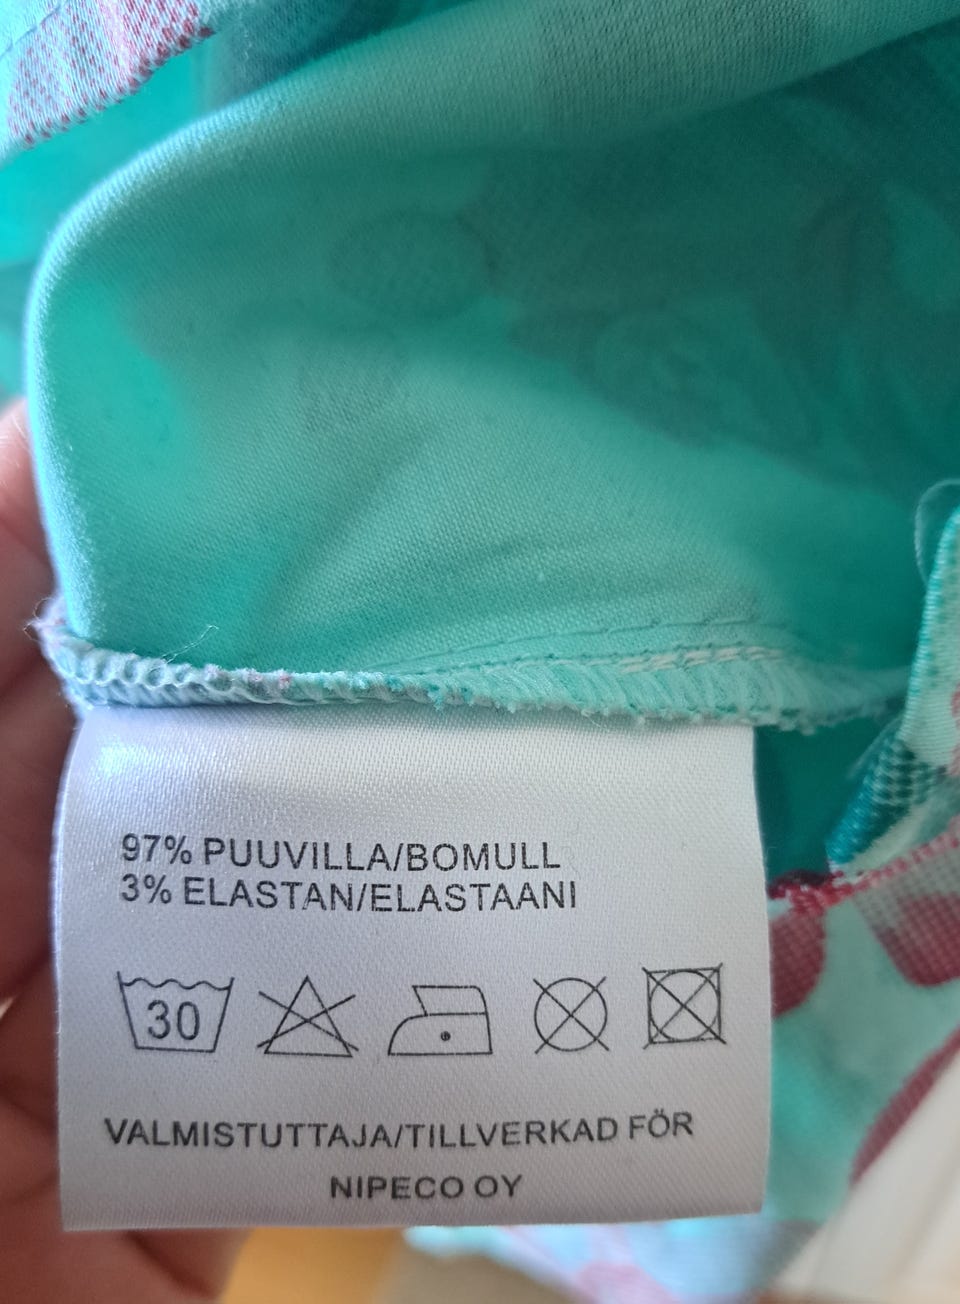 97% PUUVILLA/BOMULL
3% ELASTAN/ELASTAANI
30
VALMISTUTTAJA/TILLVERKAD FÖR
NIPECO OY